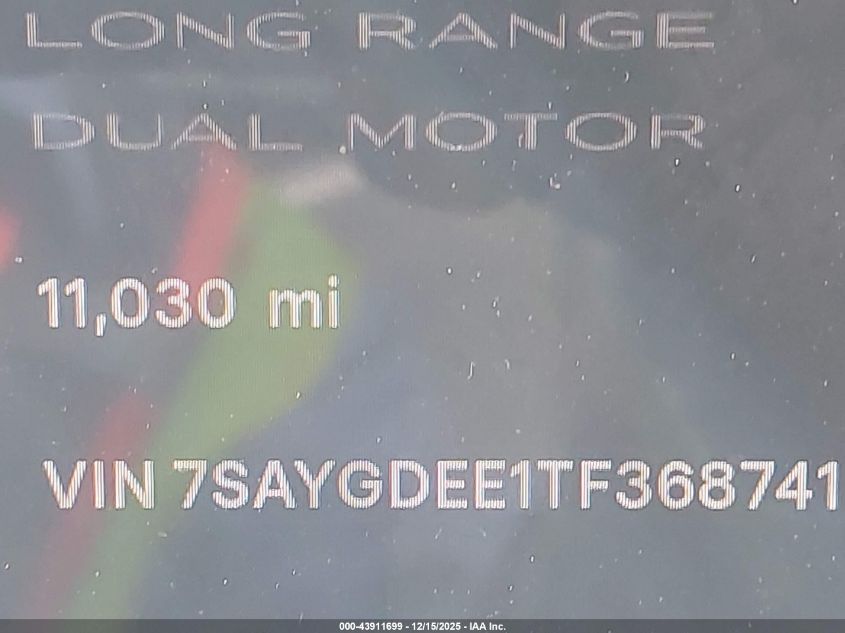 LONG RANGE
DUAL MOTOR
11,030 mi
VIN 7SAYGDEE1TF368741
000-43911699 - 12/15/2025 - IAA Inc.